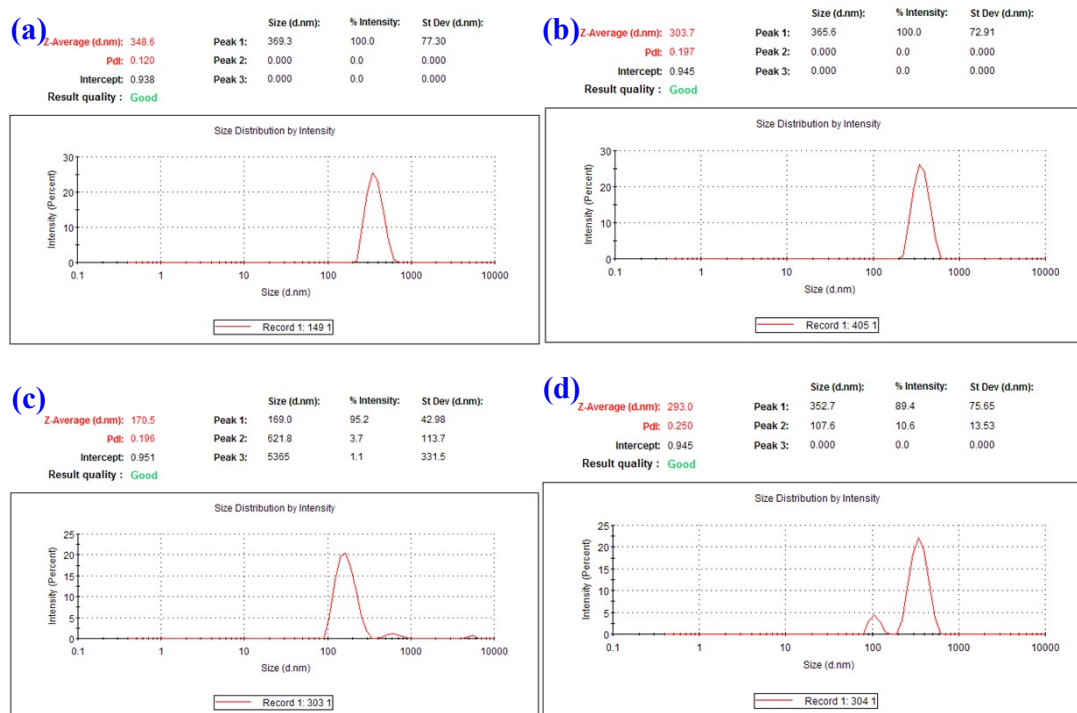 (a)
Size (d.nm): % Intensity: St Dev (d.nm):
Z-Average (d.nm): 348.6 Peak 1: 369.3 100.0 77.30
PdI: 0.120 Peak 2: 0.000 0.0 0.000
Intercept: 0.938 Peak 3: 0.000 0.0 0.000
Result quality : Good
Size Distribution by Intensity
Intensity (Percent)
30
20
10
0
0.1 1 10 100 1000 10000
Size (d.nm)
Record 1: 149 1
(b)
Size (d.nm): % Intensity: St Dev (d.nm):
Z-Average (d.nm): 303.7 Peak 1: 365.6 100.0 72.91
PdI: 0.197 Peak 2: 0.000 0.0 0.000
Intercept: 0.945 Peak 3: 0.000 0.0 0.000
Result quality : Good
Size Distribution by Intensity
Intensity (Percent)
30
20
10
0
0.1 1 10 100 1000 10000
Size (d.nm)
Record 1: 405 1
(c)
Size (d.nm): % Intensity: St Dev (d.nm):
Z-Average (d.nm): 170.5 Peak 1: 169.0 95.2 42.98
PdI: 0.196 Peak 2: 621.8 3.7 113.7
Intercept: 0.951 Peak 3: 5365 1.1 331.5
Result quality : Good
Size Distribution by Intensity
Intensity (Percent)
25
20
15
10
5
0
0.1 1 10 100 1000 10000
Size (d.nm)
Record 1: 303 1
(d)
Size (d.nm): % Intensity: St Dev (d.nm):
Z-Average (d.nm): 293.0 Peak 1: 352.7 89.4 75.65
PdI: 0.250 Peak 2: 107.6 10.6 13.53
Intercept: 0.945 Peak 3: 0.000 0.0 0.000
Result quality : Good
Size Distribution by Intensity
Intensity (Percent)
25
20
15
10
5
0
0.1 1 10 100 1000 10000
Size (d.nm)
Record 1: 304 1